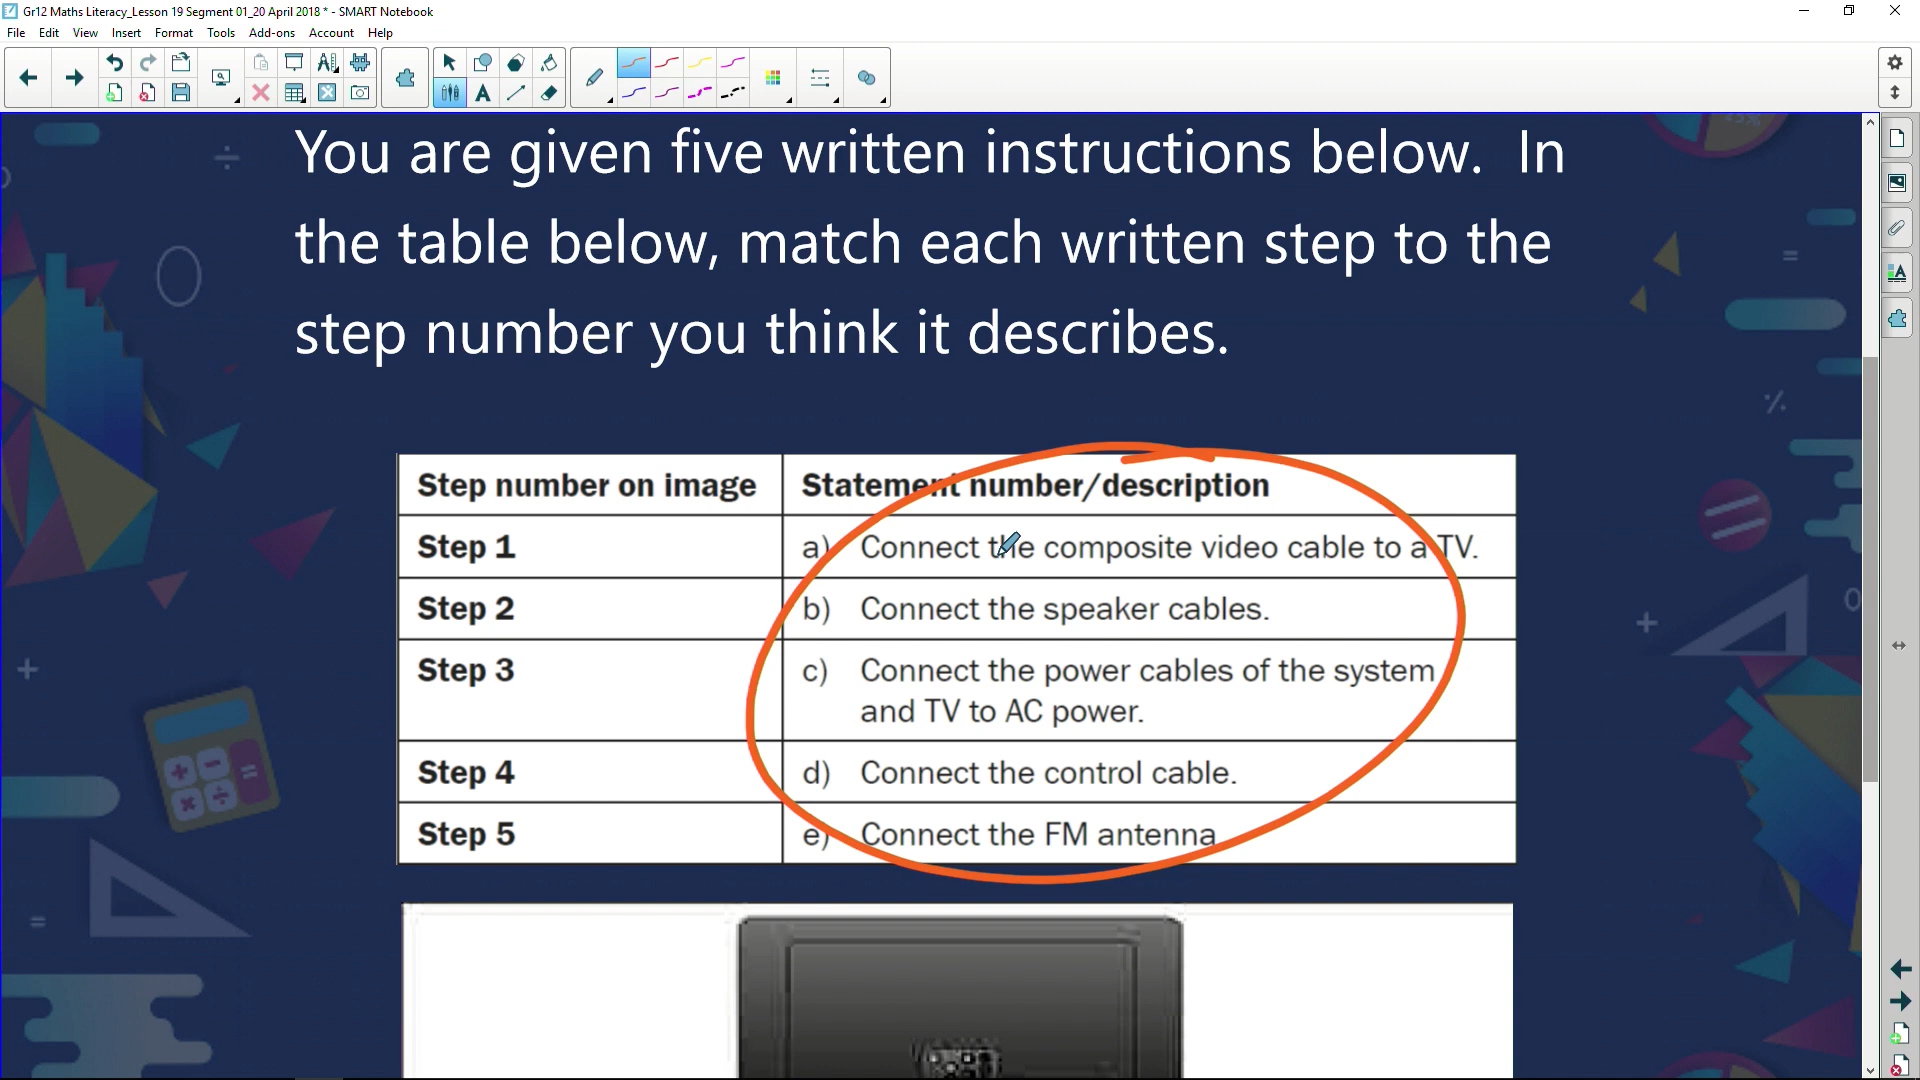 Gr12 Maths Literacy_Lesson 19 Segment 01_20 April 2018 * - SMART Notebook
File Edit View Insert Format Tools Add-ons Account Help
You are given five written instructions below. In
the table below, match each written step to the
step number you think it describes.
Step number on image Statement number/description
Step 1 a) Connect the composite video cable to a TV.
Step 2 b) Connect the speaker cables.
Step 3 c) Connect the power cables of the system
and TV to AC power.
Step 4 d) Connect the control cable.
Step 5 e) Connect the FM antenna